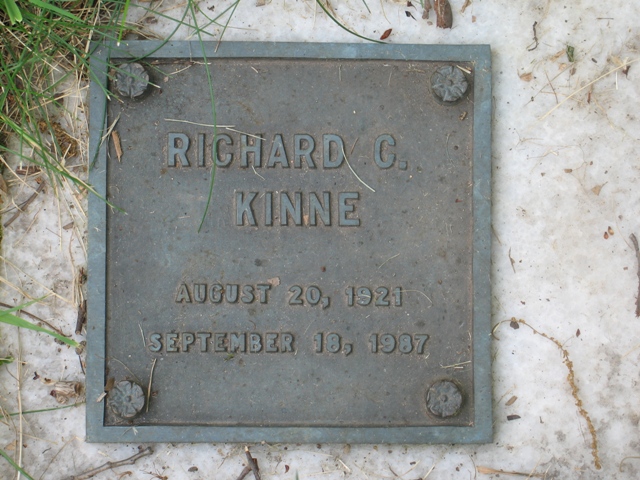 RICHARD C.
KINNE
AUGUST 20, 1921
SEPTEMBER 18, 1987